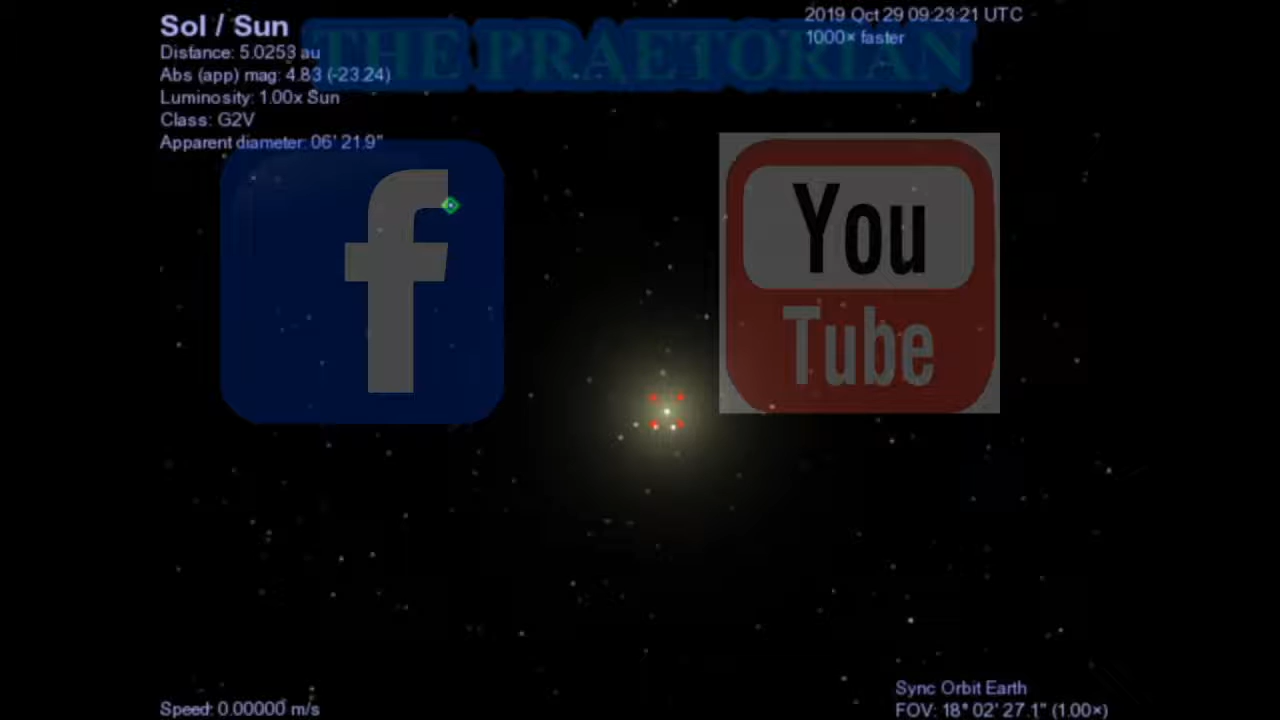 Sol / Sun
Distance: 5.0253 au
Abs (app) mag: 4.83 (-23.24)
Luminosity: 1.00x Sun
Class: G2V
Apparent diameter: 06' 21.9"
2019 Oct 29 09:23:21 UTC
1000× faster
THE PRAETORIAN
f
You
Tube
Speed: 0.00000 m/s
Sync Orbit Earth
FOV: 18° 02' 27.1" (1.00×)